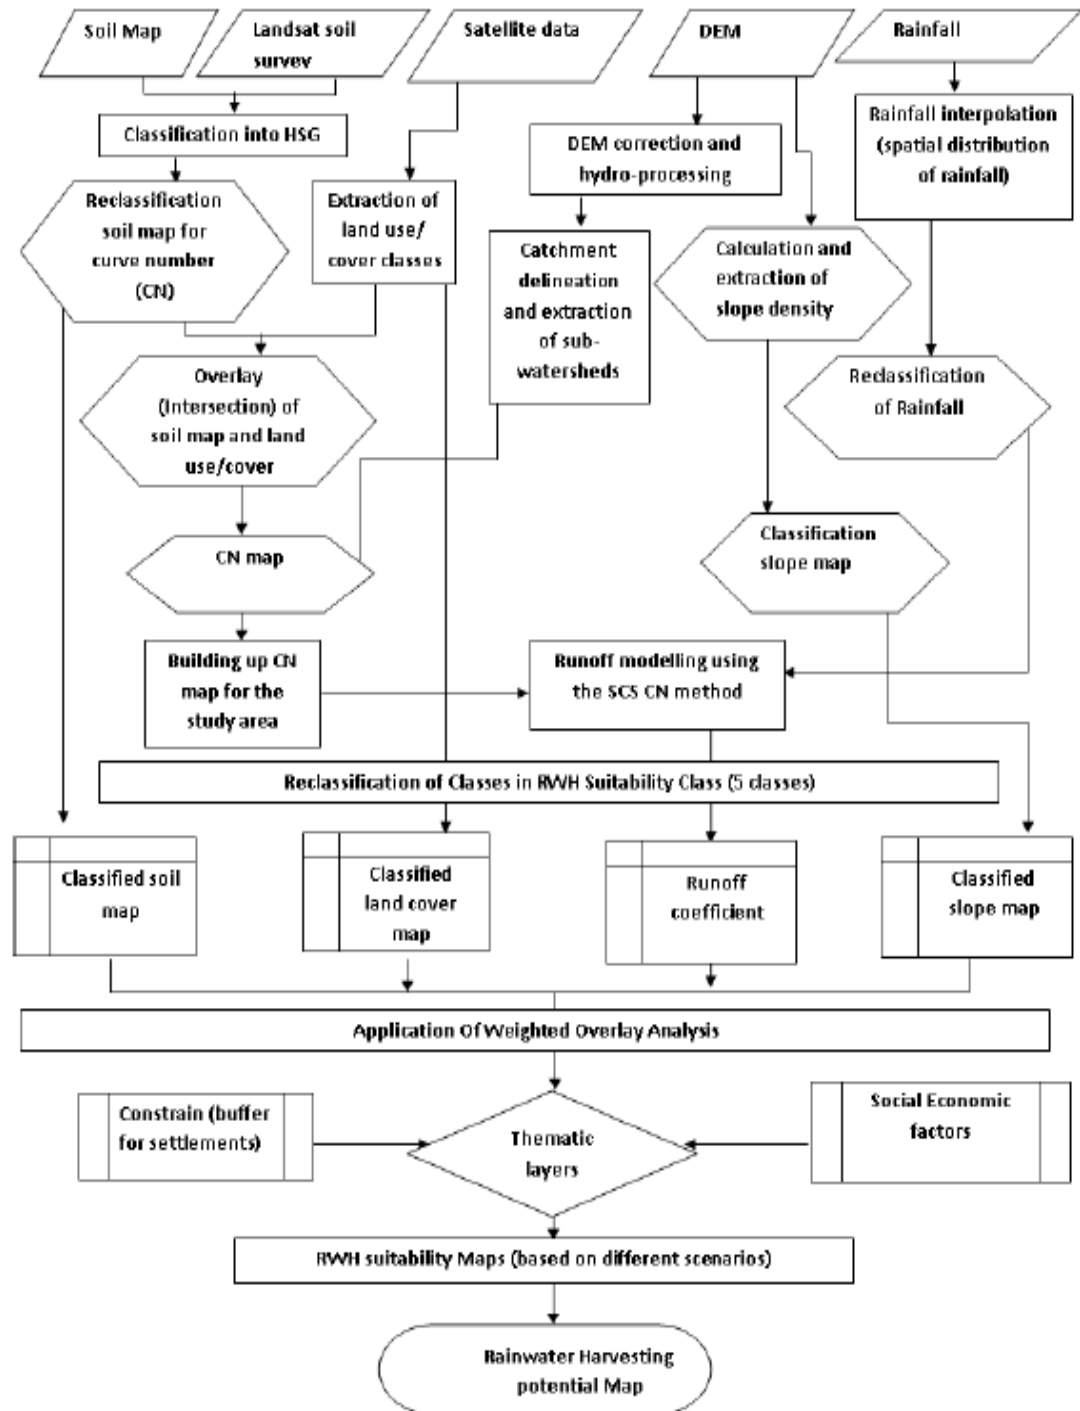 Soil Map
Landsat soil
survey
Satellite data
DEM
Rainfall
Classification into HSG
DEM correction and
hydro-processing
Rainfall interpolation
(spatial distribution
of rainfall)
Reclassification
soil map for
curve number
(CN)
Extraction of
land use/
cover classes
Catchment
delineation
and extraction
of sub-
watersheds
Calculation and
extraction of
slope density
Reclassification
of Rainfall
Overlay
(Intersection) of
soil map and land
use/cover
CN map
Classification
slope map
Building up CN
map for the
study area
Runoff modelling using
the SCS CN method
Reclassification of Classes in RWH Suitability Class (5 classes)
Classified soil
map
Classified
land cover
map
Runoff
coefficient
Classified
slope map
Application Of Weighted Overlay Analysis
Constrain (buffer
for settlements)
Thematic
layers
Social Economic
factors
RWH suitability Maps (based on different scenarios)
Rainwater Harvesting
potential Map